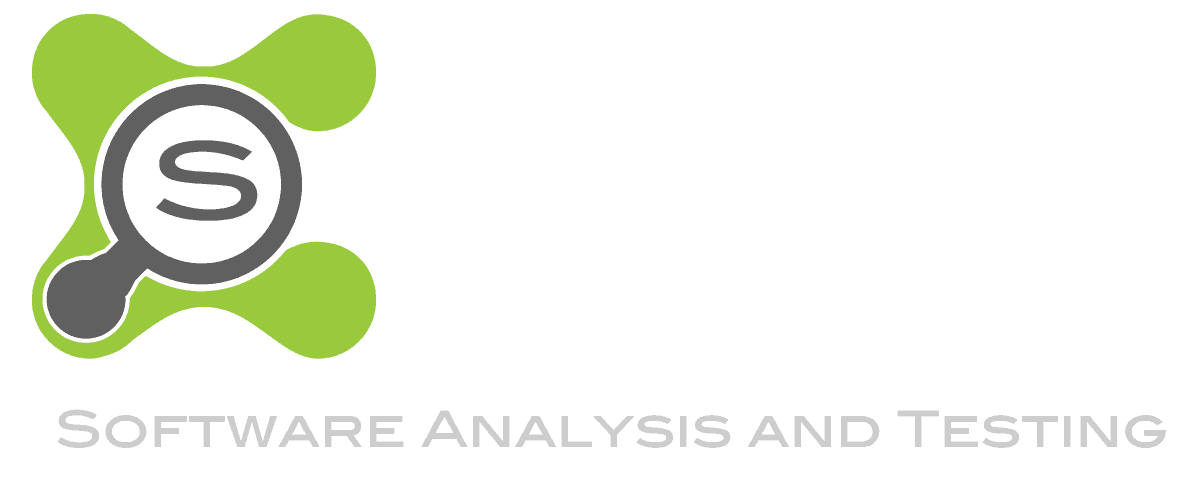 S
SOFTWARE ANALYSIS AND TESTING